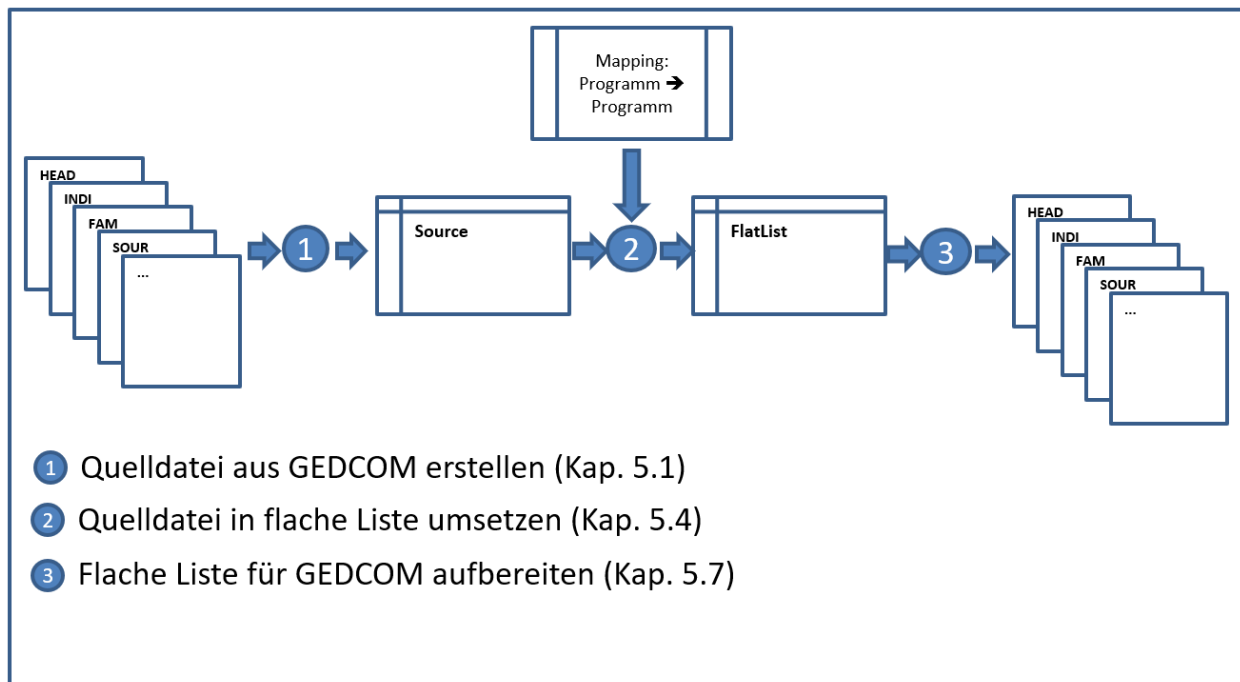 Mapping:
Programm ➔
Programm
HEAD
INDI
FAM
SOUR
...
1
Source
2
FlatList
3
HEAD
INDI
FAM
SOUR
...
1 Quelldatei aus GEDCOM erstellen (Kap. 5.1)
2 Quelldatei in flache Liste umsetzen (Kap. 5.4)
3 Flache Liste für GEDCOM aufbereiten (Kap. 5.7)